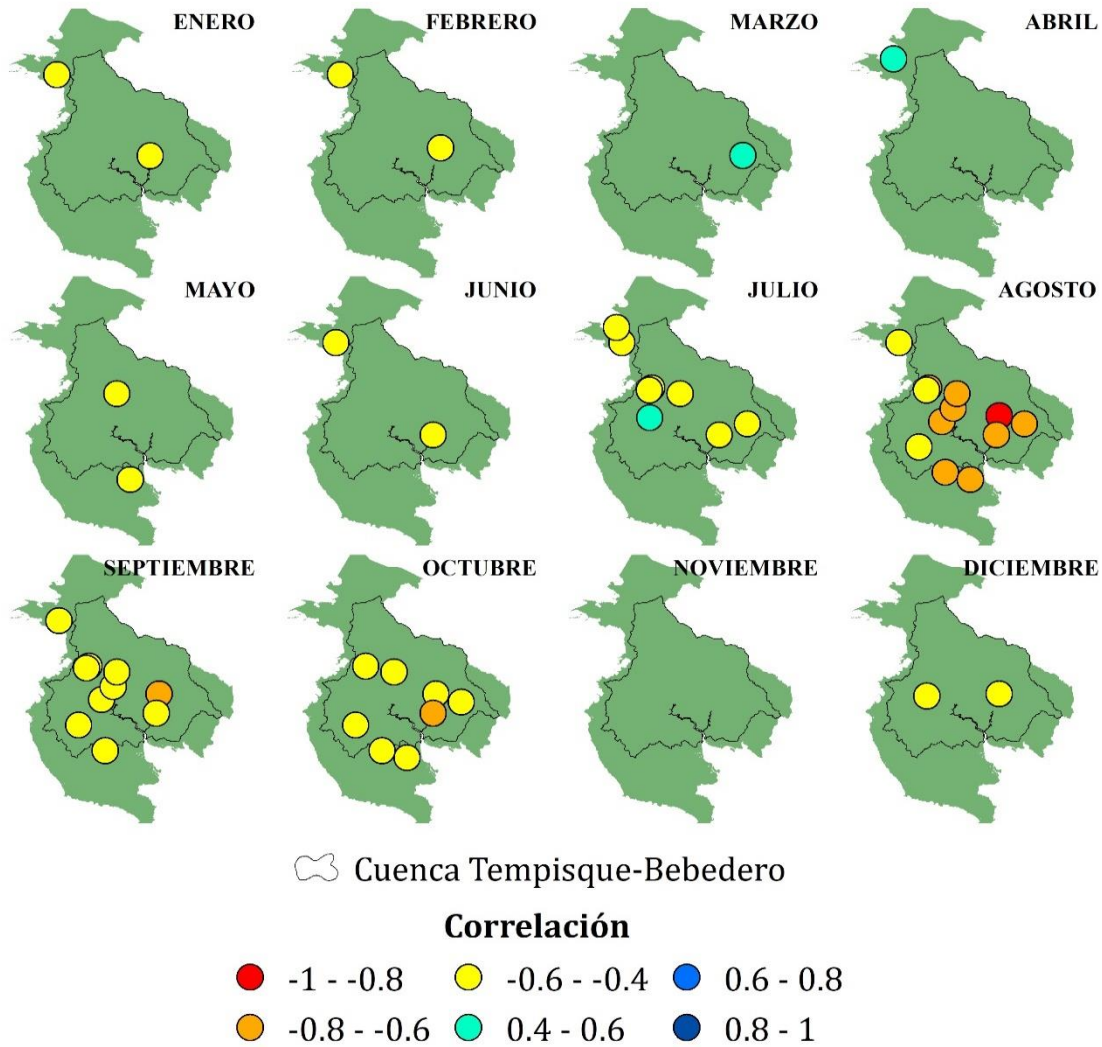 ENERO
FEBRERO
MARZO
ABRIL
MAYO
JUNIO
JULIO
AGOSTO
SEPTIEMBRE
OCTUBRE
NOVIEMBRE
DICIEMBRE
Cuenca Tempisque-Bebedero
Correlación
-1 - -0.8
-0.6 - -0.4
0.6 - 0.8
-0.8 - -0.6
0.4 - 0.6
0.8 - 1